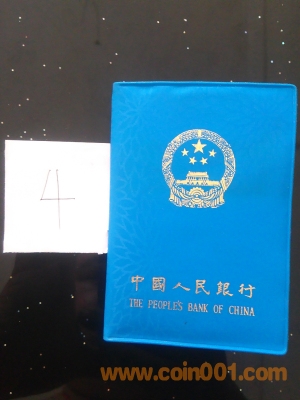 4
中國人民銀行
THE PEOPLE'S BANK OF CHINA
www.coin001.com